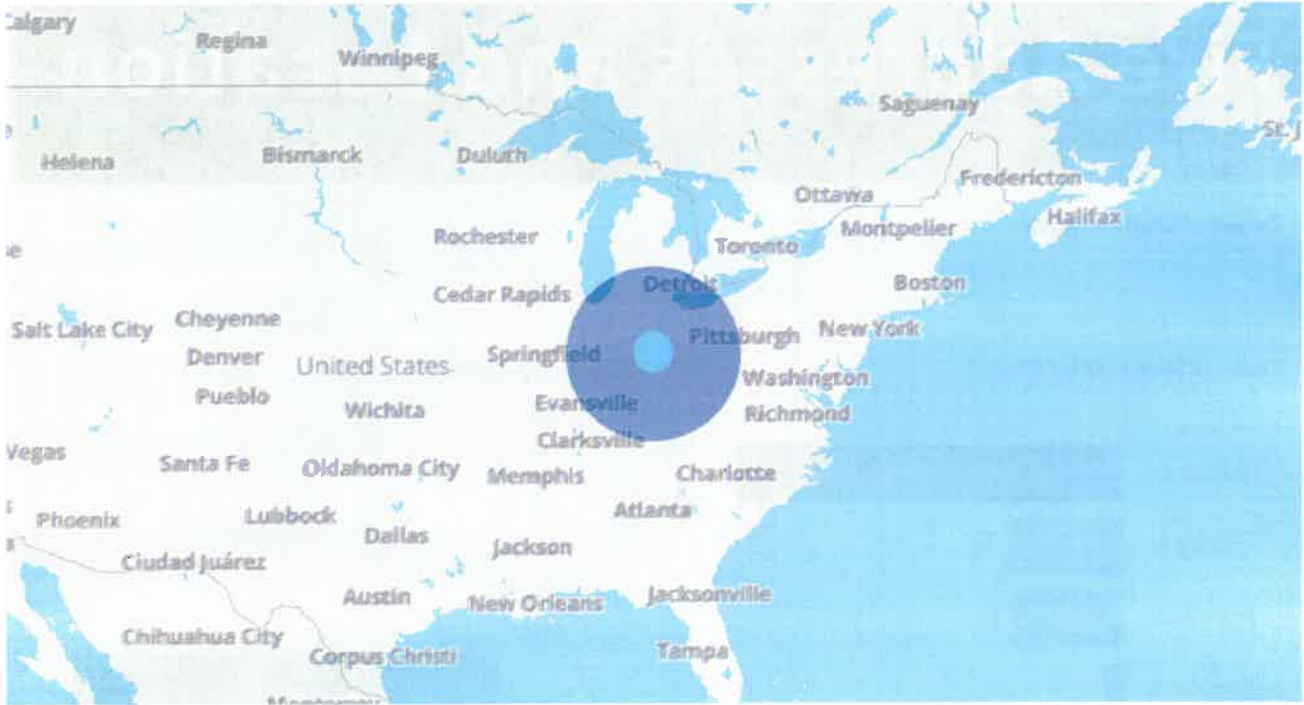 Calgary
Regina
Winnipeg
Saguenay
St. J
Helena
Bismarck
Duluth
Ottawa
Fredericton
Halifax
Rochester
Toronto
Montpelier
Cedar Rapids
Detroit
Boston
Salt Lake City
Cheyenne
Pittsburgh
New York
Denver
United States
Springfield
Washington
Pueblo
Wichita
Evansville
Richmond
Clarksville
Vegas
Santa Fe
Oklahoma City
Memphis
Charlotte
Phoenix
Lubbock
Dallas
Jackson
Atlanta
Ciudad Juárez
Austin
New Orleans
Jacksonville
Chihuahua City
Corpus Christi
Tampa
Monterrey